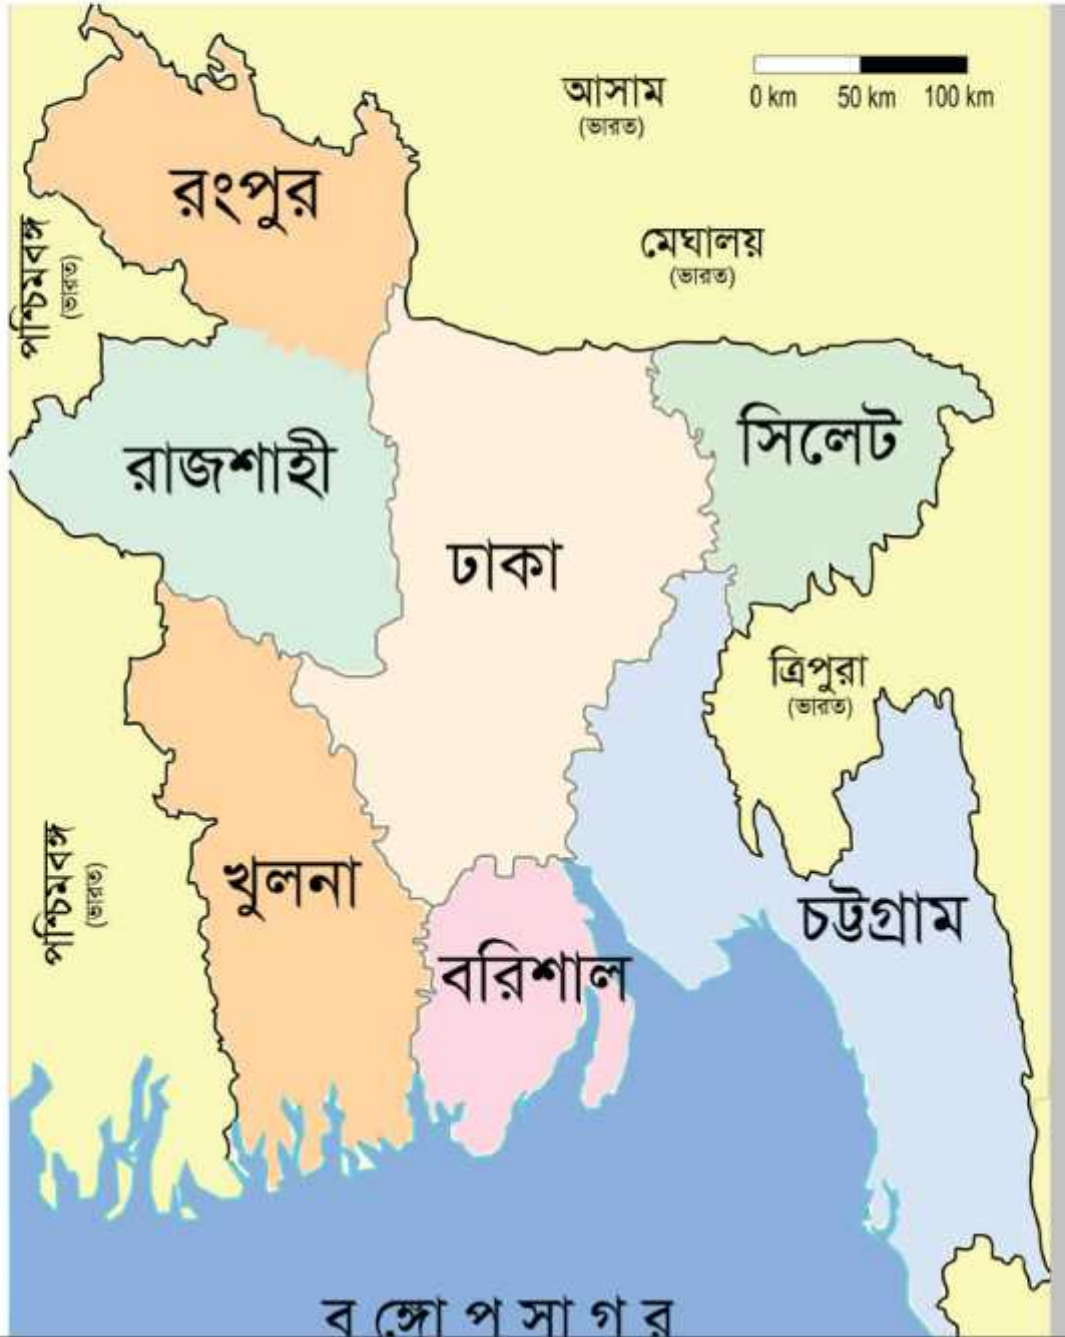 আসাম
(ভারত)
0 km 50 km 100 km
রংপুর
মেঘালয়
(ভারত)
পশ্চিমবঙ্গ
(ভারত)
সিলেট
রাজশাহী
ঢাকা
ত্রিপুরা
(ভারত)
পশ্চিমবঙ্গ
(ভারত)
খুলনা
চট্টগ্রাম
বরিশাল
ব ঙ্গো প সা গ র